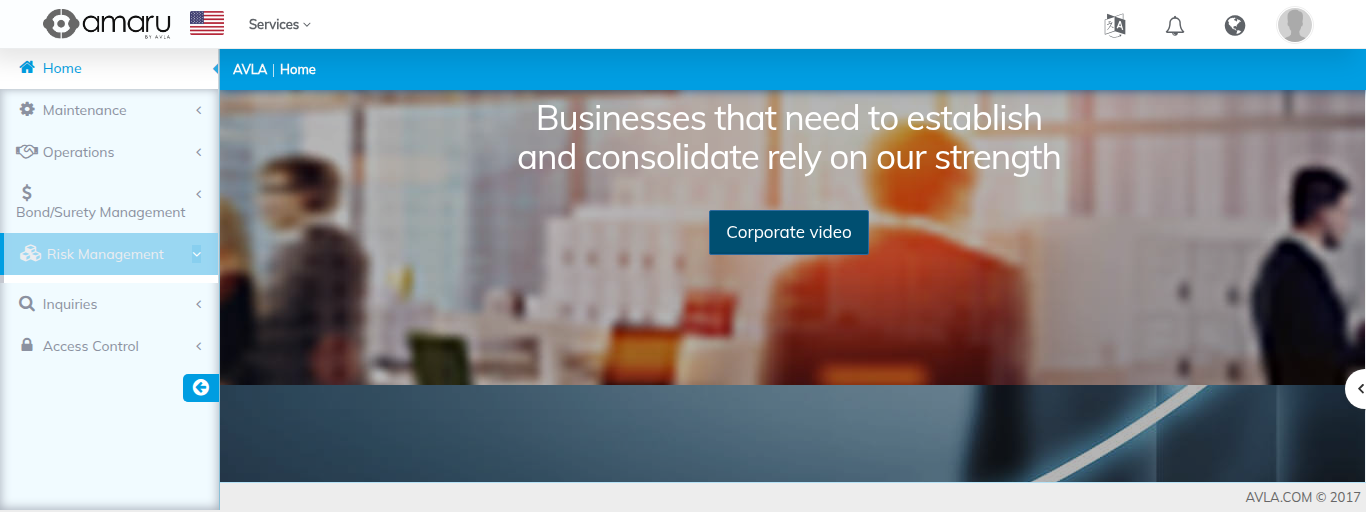 amaru
BY AVLA
Services
Home
Maintenance
Operations
Bond/Surety Management
Risk Management
Inquiries
Access Control
AVLA | Home
Businesses that need to establish
and consolidate rely on our strength
Corporate video
AVLA.COM © 2017